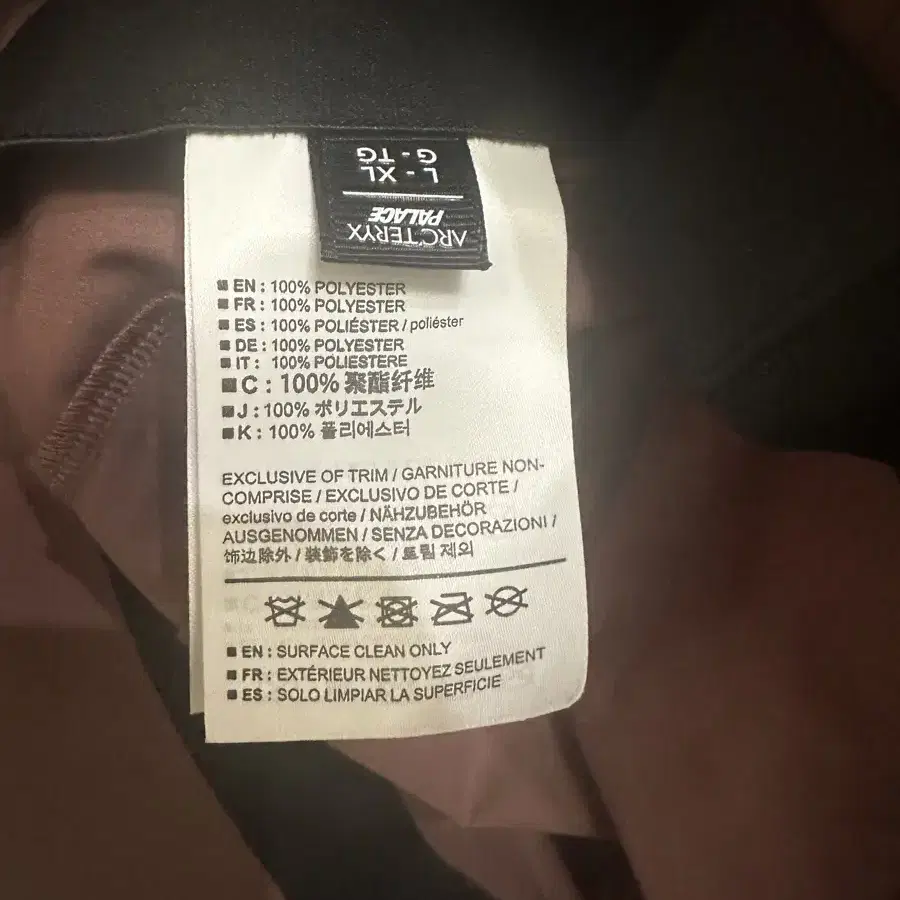 L - XL
G - TG
PALACE
ARC'TERYX
EN : 100% POLYESTER
FR : 100% POLYESTER
ES : 100% POLIÉSTER / poliéster
DE : 100% POLYESTER
IT : 100% POLIESTERE
C : 100% 聚酯纤维
J : 100% ポリエステル
K : 100% 폴리에스터
EXCLUSIVE OF TRIM / GARNITURE NON-
COMPRISE / EXCLUSIVO DE CORTE /
exclusivo de corte / NÄHZUBEHÖR
AUSGENOMMEN / SENZA DECORAZIONI /
饰边除外 / 装飾を除く / 트림 제외
EN : SURFACE CLEAN ONLY
FR : EXTÉRIEUR NETTOYEZ SEULEMENT
ES : SOLO LIMPIAR LA SUPERFICIE